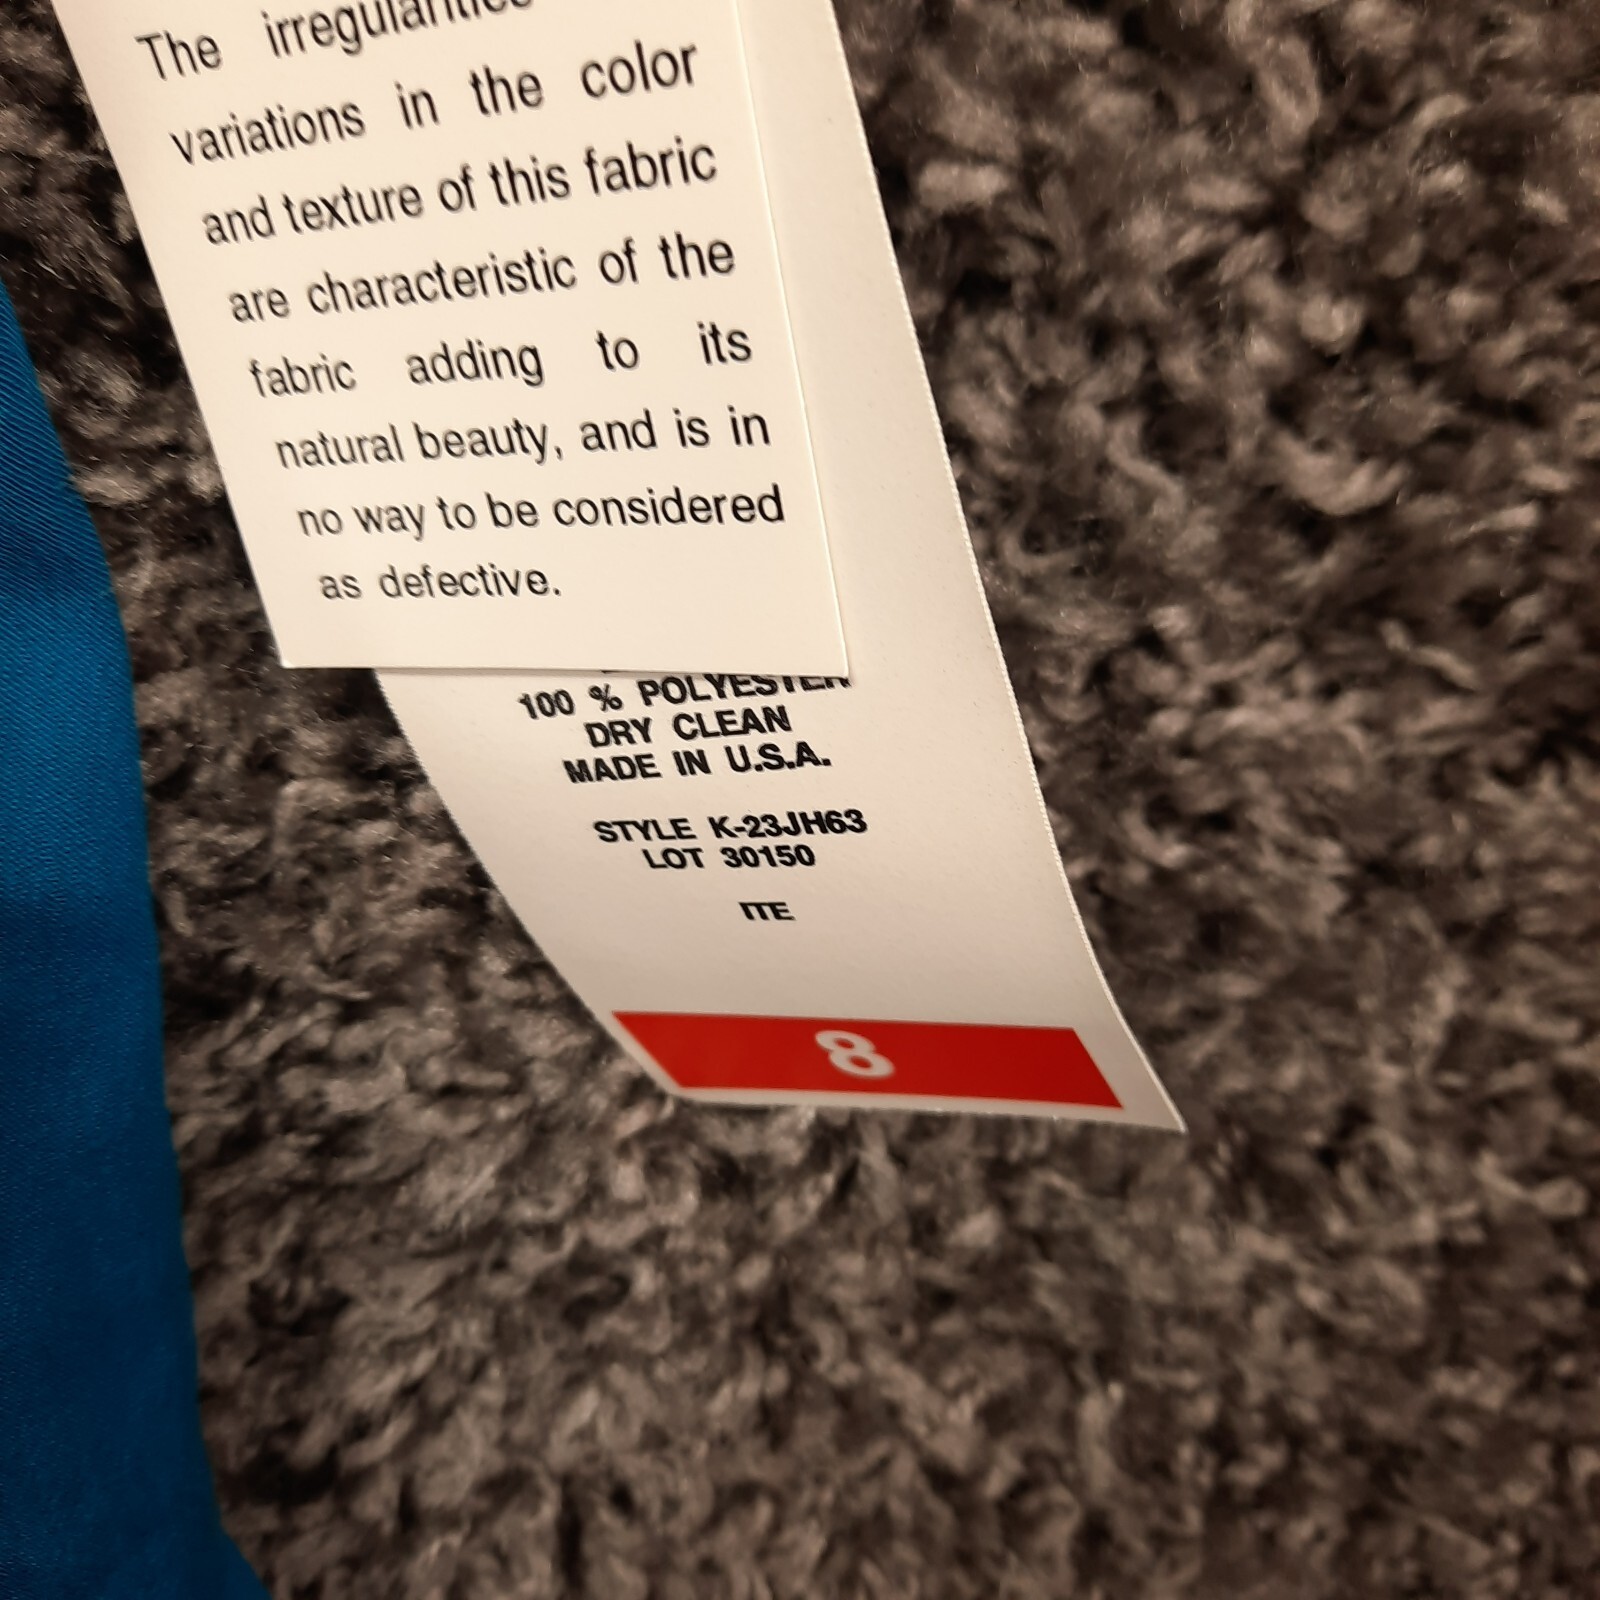 The irregularities
variations in the color
and texture of this fabric
are characteristic of the
fabric adding to its
natural beauty, and is in
no way to be considered
as defective.
100 % POLYESTER
DRY CLEAN
MADE IN U.S.A.
STYLE K-23JH63
LOT 30150
ITE
8